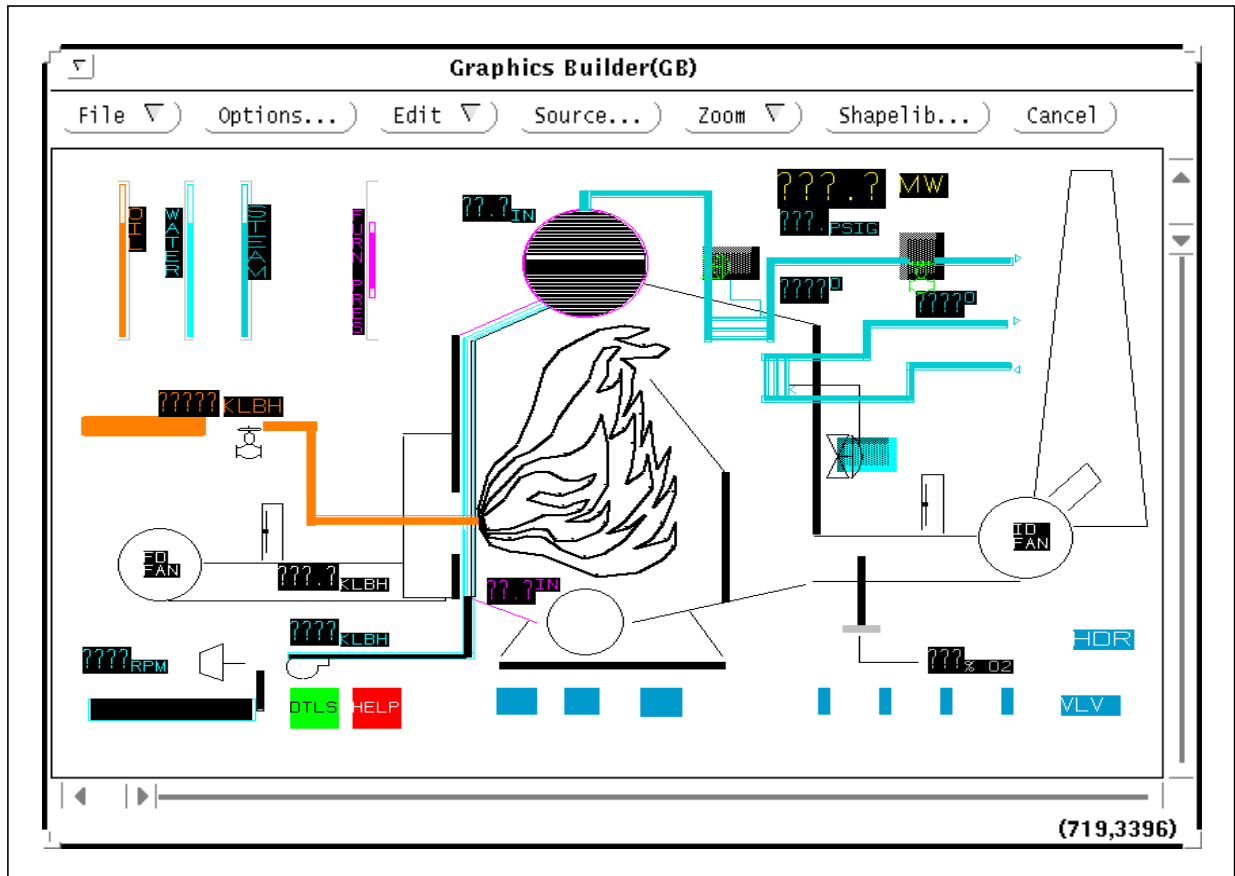 Graphics Builder(GB)
File Options... Edit Source... Zoom Shapelib... Cancel
OIL
WATER
STEAM
FURN PRES
??.? IN
???.? MW
???. PSIG
????O
????O
????? KLBH
FD FAN
ID FAN
???.? KLBH
??.? IN
???? KLBH
???? RPM
???% O2
HDR
DTLS HELP
VLV
(719,3396)